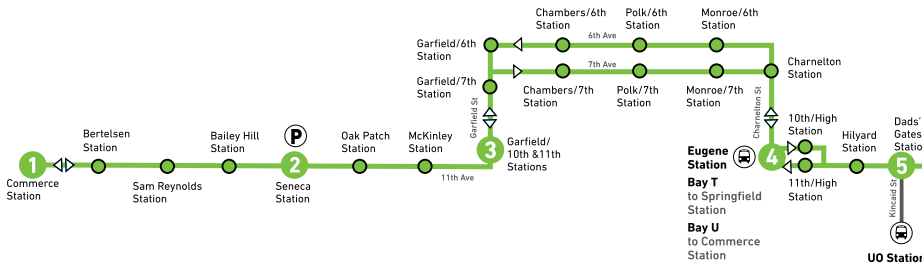 Chambers/6th
Station
Polk/6th
Station
Monroe/6th
Station
6th Ave
Garfield/6th
Station
7th Ave
Charnelton
Station
Garfield/7th
Station
Chambers/7th
Station
Polk/7th
Station
Monroe/7th
Station
Garfield St
Charnelton St
1
Commerce
Station
Bertelsen
Station
Sam Reynolds
Station
Bailey Hill
Station
P
2
Seneca
Station
Oak Patch
Station
McKinley
Station
11th Ave
3
Garfield/
10th &11th
Stations
Eugene
Station
4
Bay T
to Springfield
Station
Bay U
to Commerce
Station
10th/High
Station
11th/High
Station
Hilyard
Station
Dads'
Gates
Statio
5
Kincaid St
UO Station